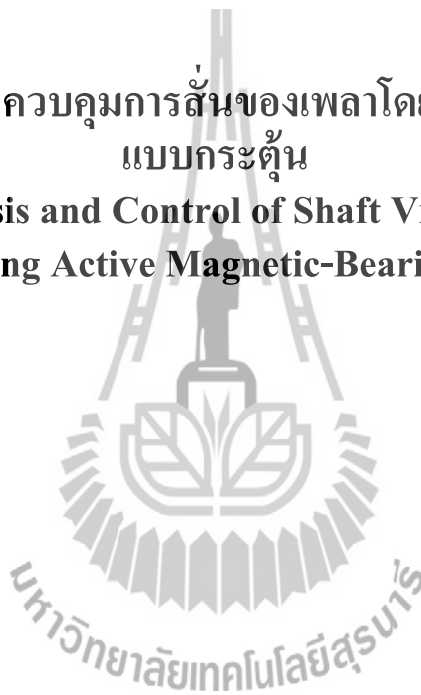 ควบคุมการสั่นของเพลาโดย
แบบกระตุ้น
sis and Control of Shaft Vi
ng Active Magnetic-Beari
มหาวิทยาลัยเทคโนโลยีสุรนารี